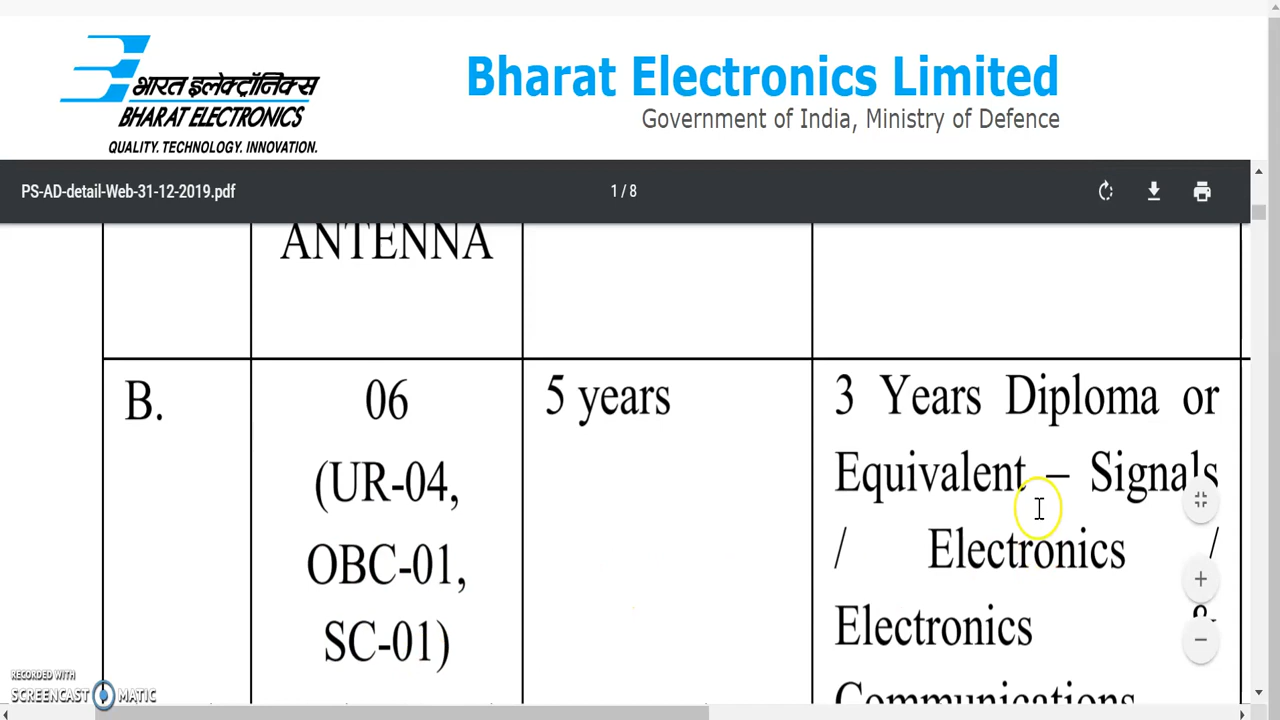 भारत इलेक्ट्रॉनिक्स
BHARAT ELECTRONICS
QUALITY. TECHNOLOGY. INNOVATION.
Bharat Electronics Limited
Government of India, Ministry of Defence
PS-AD-detail-Web-31-12-2019.pdf
1 / 8
ANTENNA
B.
06
(UR-04,
OBC-01,
SC-01)
5 years
3 Years Diploma or
Equivalent – Signals
/ Electronics /
Electronics &
Communications
RECORDED WITH
SCREENCAST MATIC